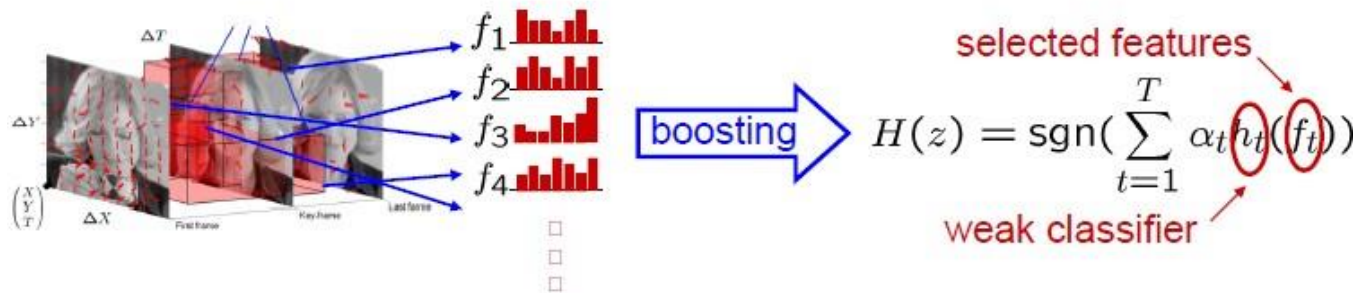 ΔT
ΔY
(X Y T)
ΔX
First frame
Key-frame
Last frame
f₁
f₂
f₃
f₄
boosting
selected features
H(z) = sgn(∑_{t=1}^{T} α_t h_t(f_t))
weak classifier